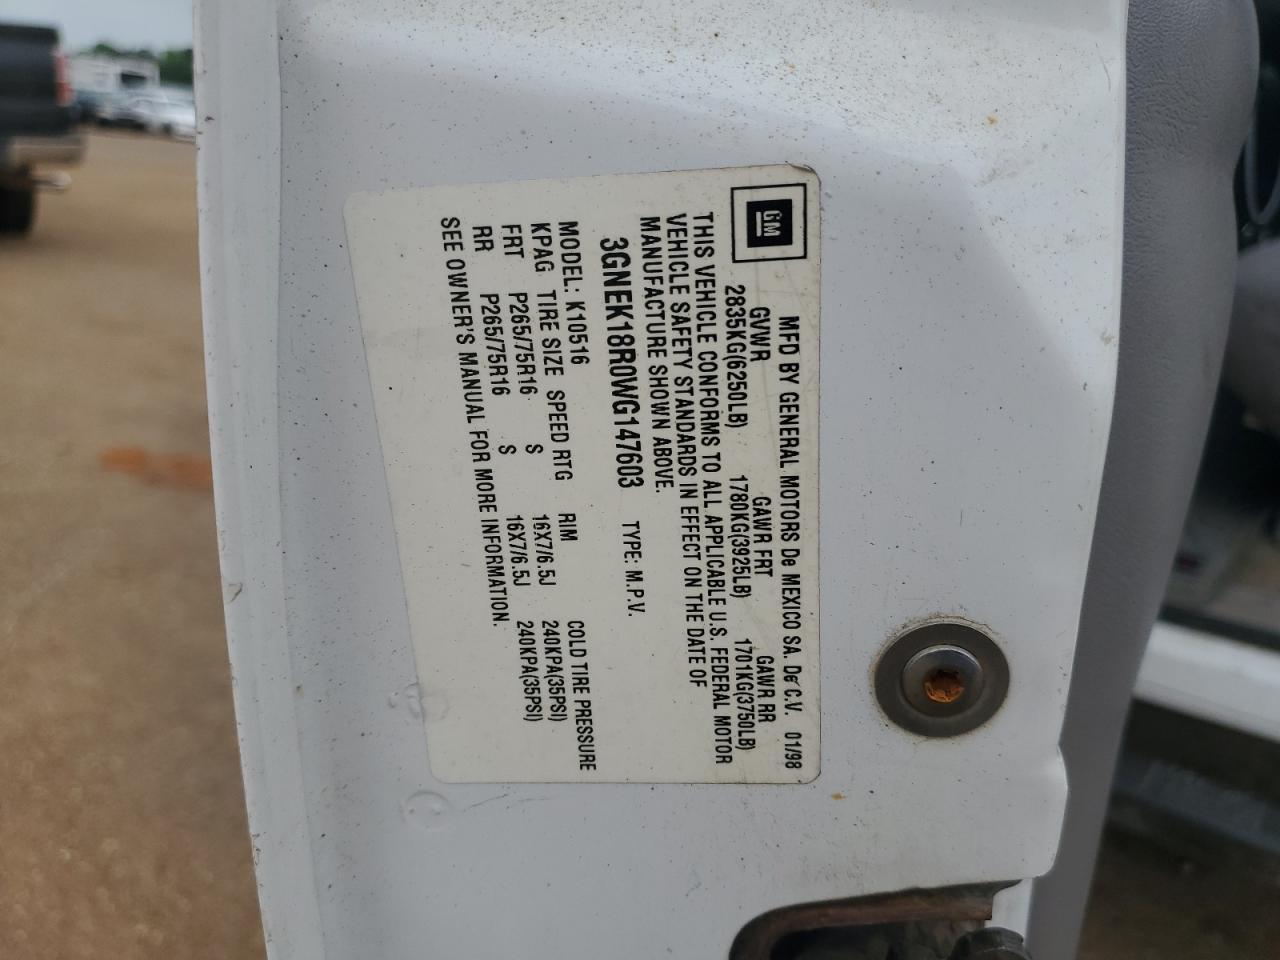 GM
MFD BY GENERAL MOTORS De MEXICO SA. De C.V. 01/98
GVWR GAWR FRT GAWR RR
2835KG(6250LB) 1780KG(3925LB) 1701KG(3750LB)
THIS VEHICLE CONFORMS TO ALL APPLICABLE U.S. FEDERAL MOTOR
VEHICLE SAFETY STANDARDS IN EFFECT ON THE DATE OF
MANUFACTURE SHOWN ABOVE.
3GNEK18R0WG147603 TYPE: M.P.V.
MODEL: K10516
KPAG TIRE SIZE SPEED RTG RIM COLD TIRE PRESSURE
FRT P265/75R16 S 16X7/6.5J 240KPA(35PSI)
RR P265/75R16 S 16X7/6.5J 240KPA(35PSI)
SEE OWNER'S MANUAL FOR MORE INFORMATION.